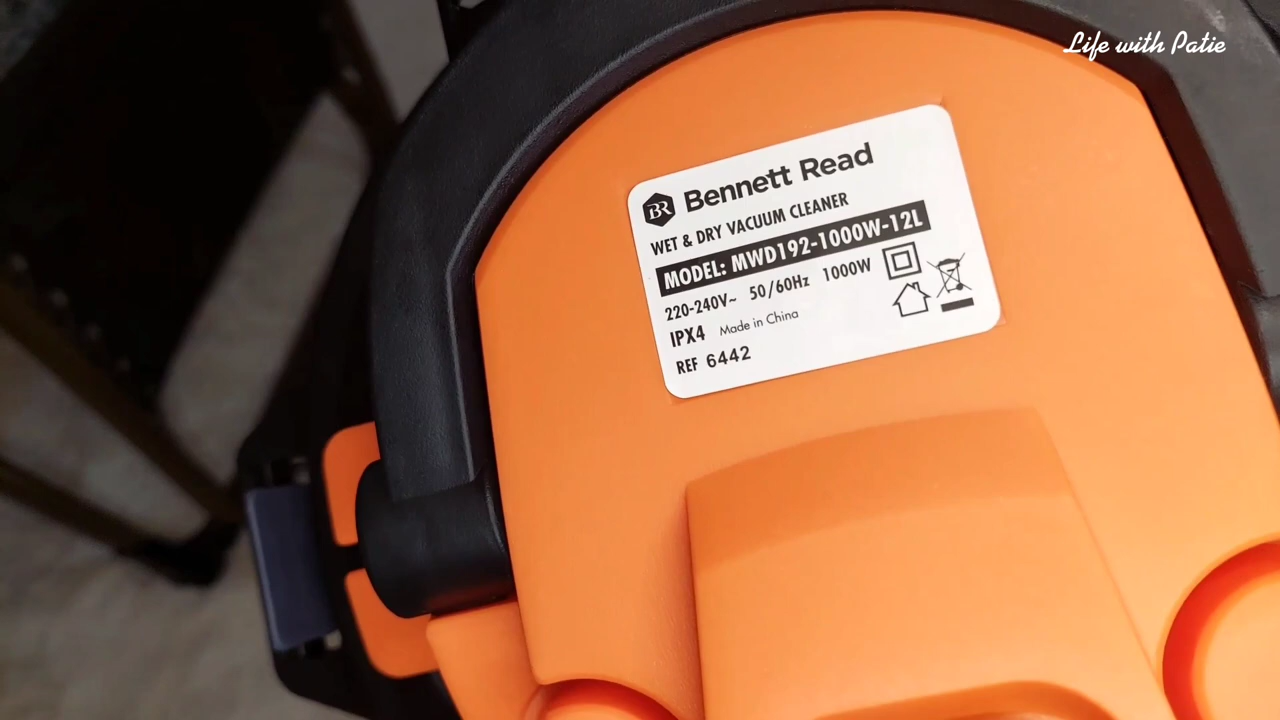 Life with Patie
BR Bennett Read
WET & DRY VACUUM CLEANER
MODEL: MWD192-1000W-12L
220-240V~ 50/60Hz 1000W
IPX4 Made in China
REF 6442